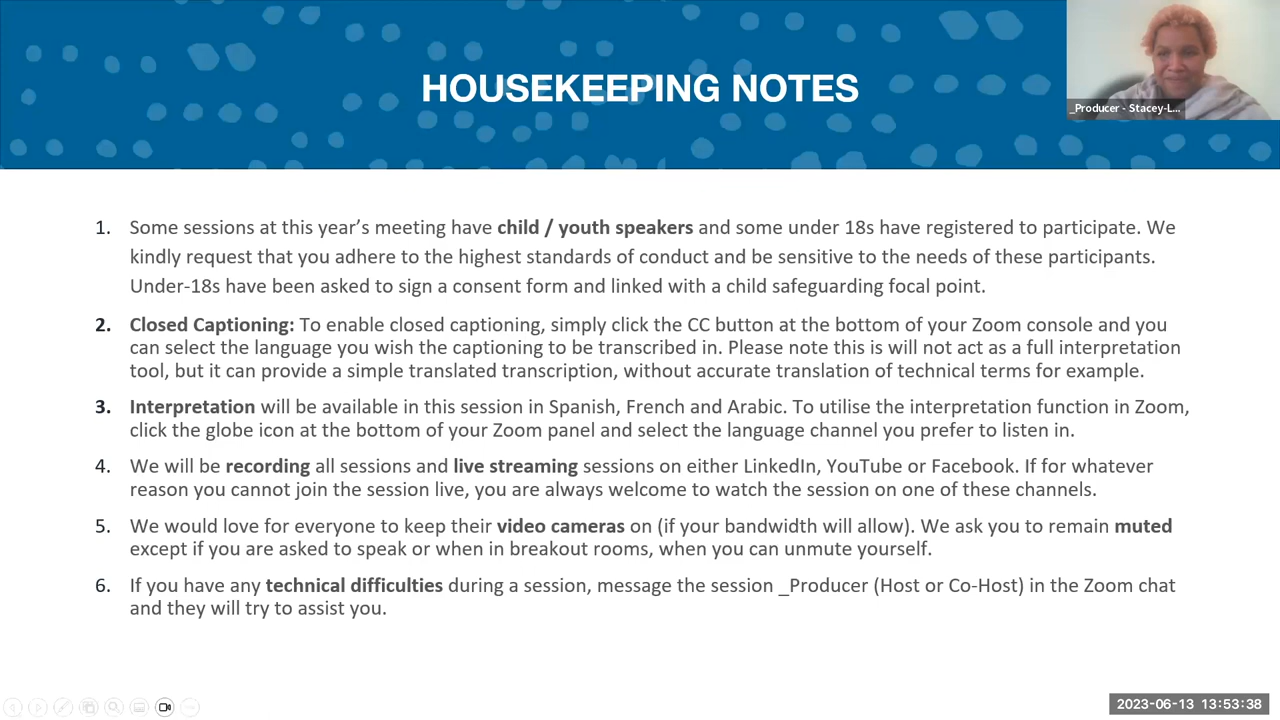 HOUSEKEEPING NOTES
_Producer - Stacey-L...
1. Some sessions at this year’s meeting have child / youth speakers and some under 18s have registered to participate. We
kindly request that you adhere to the highest standards of conduct and be sensitive to the needs of these participants.
Under-18s have been asked to sign a consent form and linked with a child safeguarding focal point.
2. Closed Captioning: To enable closed captioning, simply click the CC button at the bottom of your Zoom console and you
can select the language you wish the captioning to be transcribed in. Please note this is will not act as a full interpretation
tool, but it can provide a simple translated transcription, without accurate translation of technical terms for example.
3. Interpretation will be available in this session in Spanish, French and Arabic. To utilise the interpretation function in Zoom,
click the globe icon at the bottom of your Zoom panel and select the language channel you prefer to listen in.
4. We will be recording all sessions and live streaming sessions on either LinkedIn, YouTube or Facebook. If for whatever
reason you cannot join the session live, you are always welcome to watch the session on one of these channels.
5. We would love for everyone to keep their video cameras on (if your bandwidth will allow). We ask you to remain muted
except if you are asked to speak or when in breakout rooms, when you can unmute yourself.
6. If you have any technical difficulties during a session, message the session _Producer (Host or Co-Host) in the Zoom chat
and they will try to assist you.
2023-06-13 13:53:38